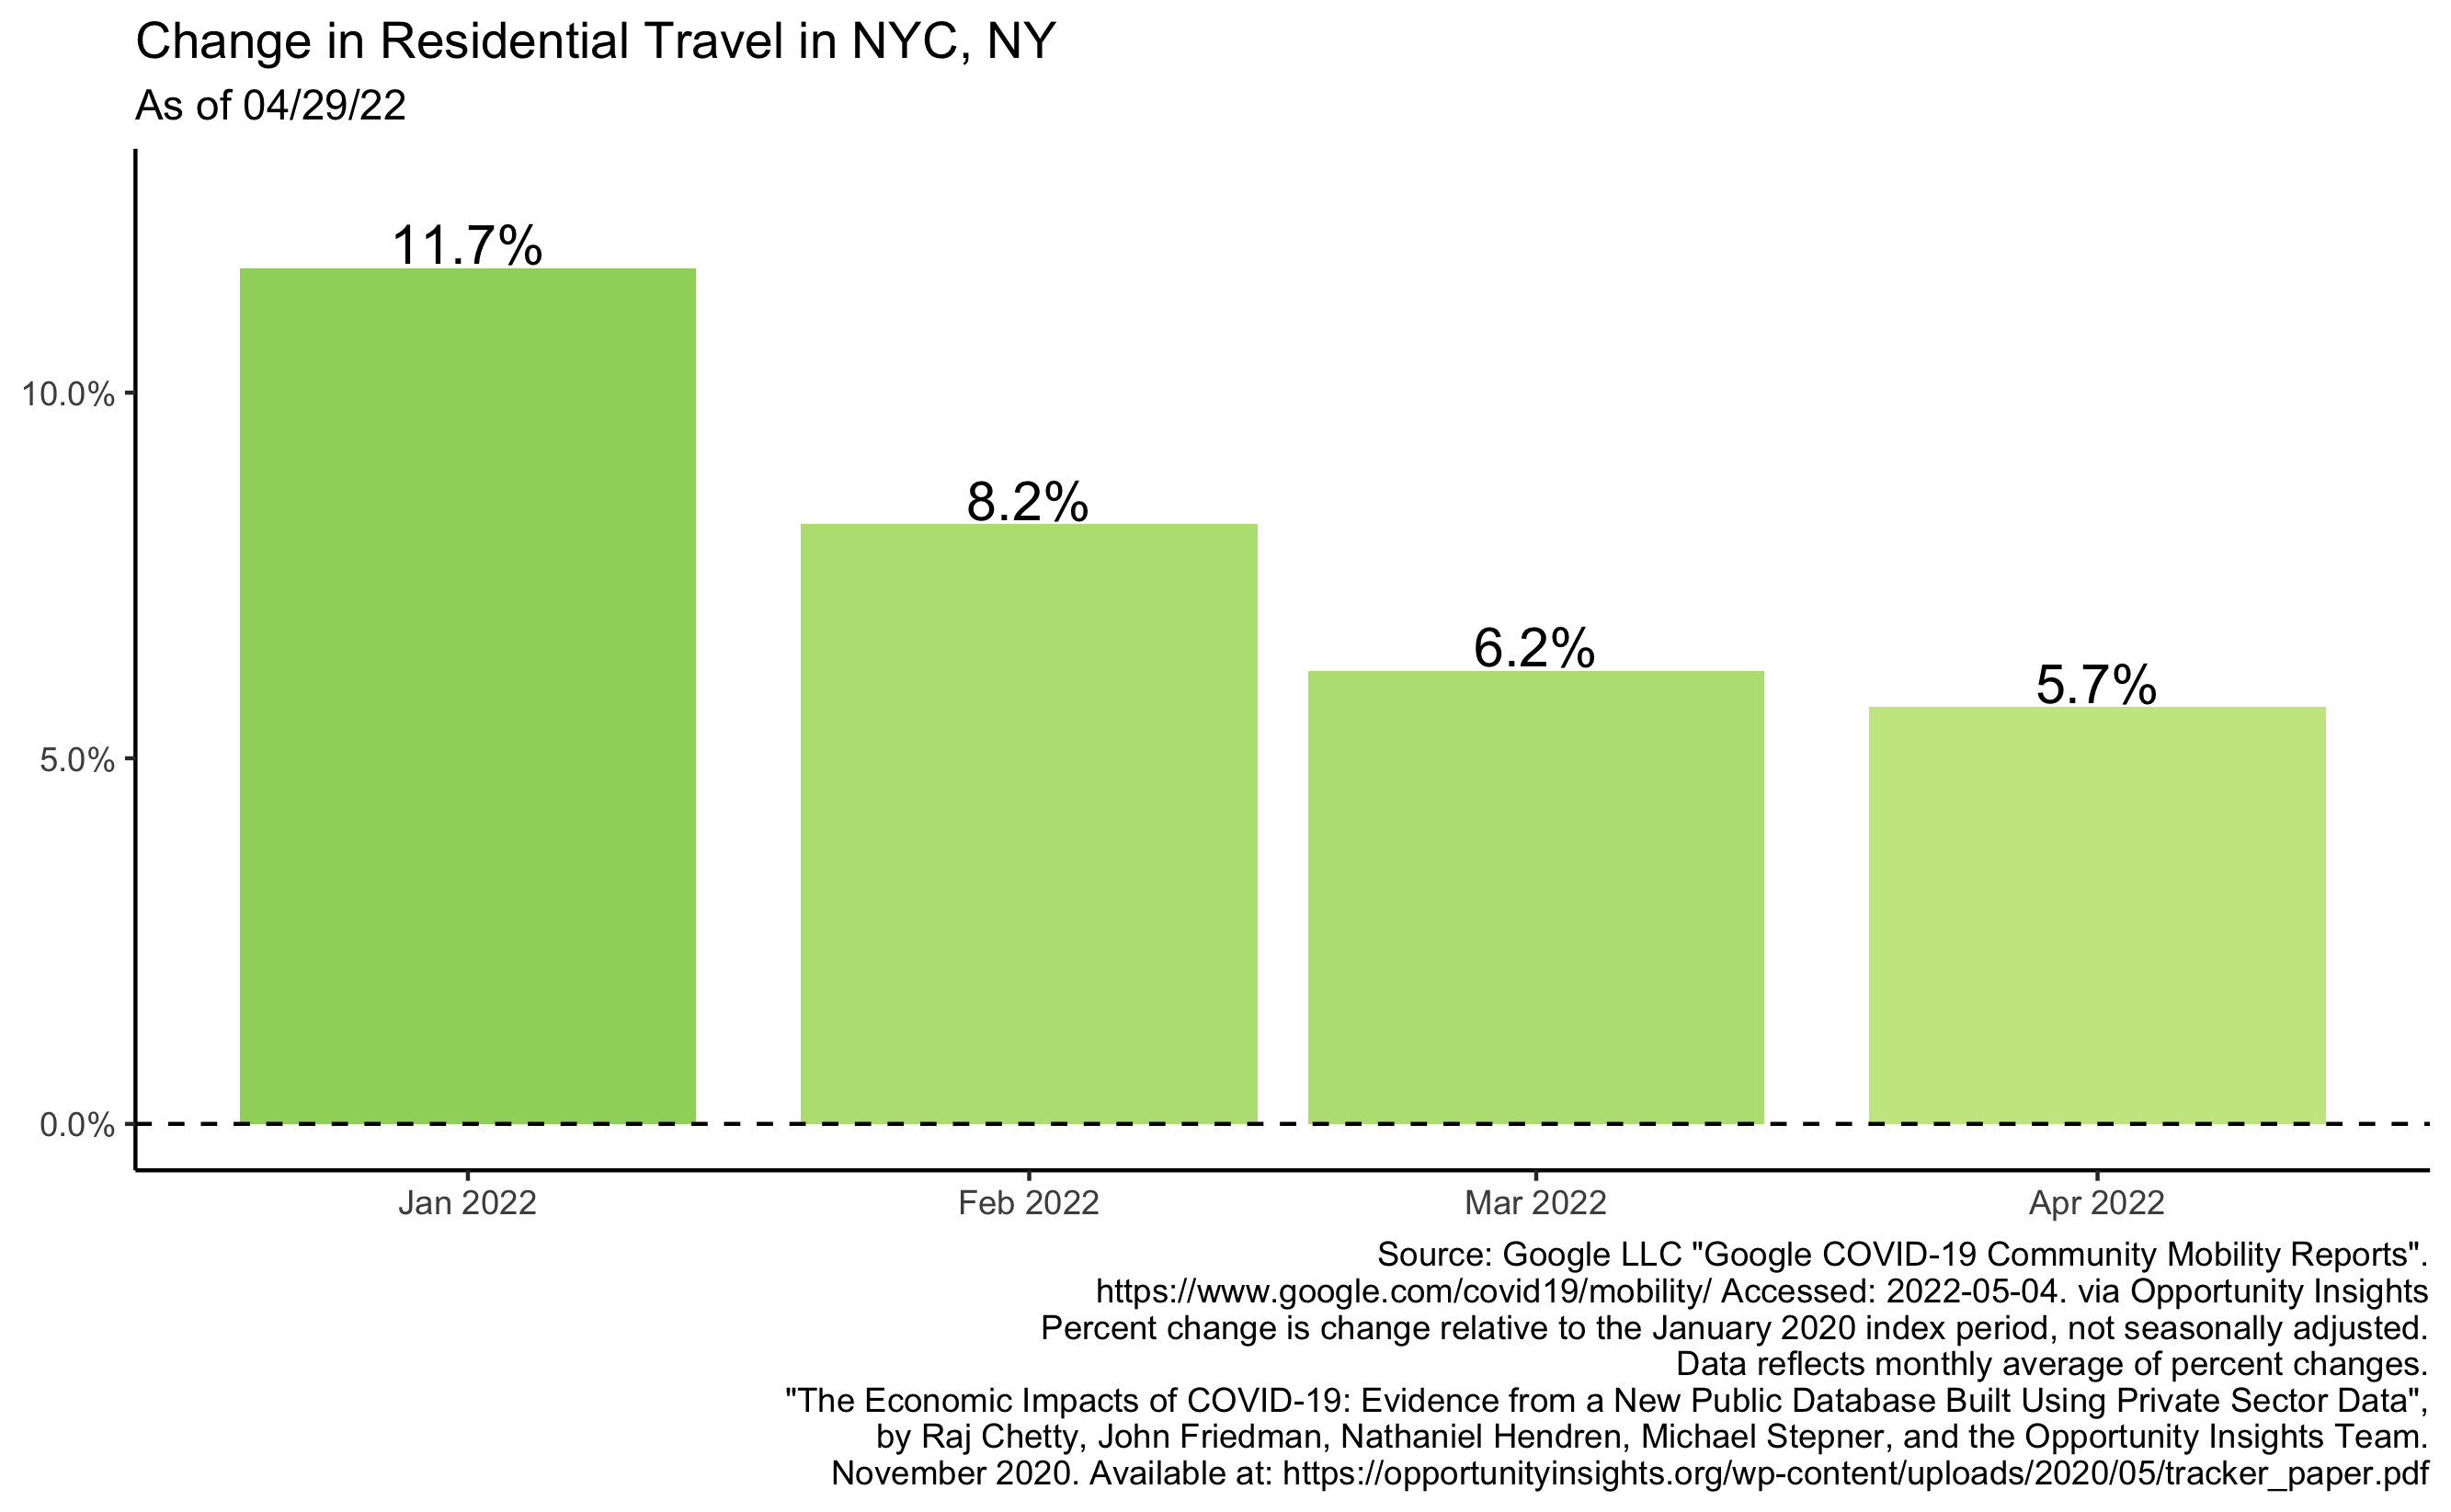 Change in Residential Travel in NYC, NY
As of 04/29/22
11.7%
8.2%
6.2%
5.7%
10.0%
5.0%
0.0%
Jan 2022
Feb 2022
Mar 2022
Apr 2022
Source: Google LLC "Google COVID-19 Community Mobility Reports".
https://www.google.com/covid19/mobility/ Accessed: 2022-05-04. via Opportunity Insights
Percent change is change relative to the January 2020 index period, not seasonally adjusted.
Data reflects monthly average of percent changes.
"The Economic Impacts of COVID-19: Evidence from a New Public Database Built Using Private Sector Data",
by Raj Chetty, John Friedman, Nathaniel Hendren, Michael Stepner, and the Opportunity Insights Team.
November 2020. Available at: https://opportunityinsights.org/wp-content/uploads/2020/05/tracker_paper.pdf